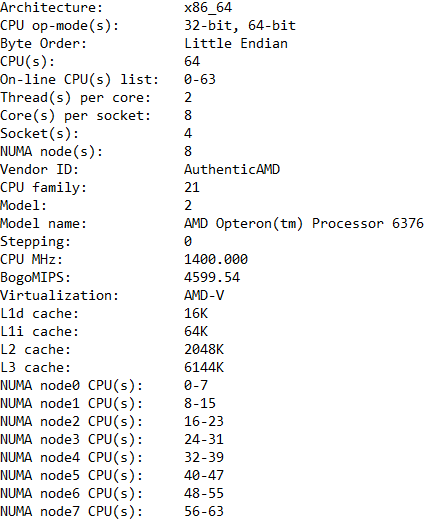 Architecture: x86_64
CPU op-mode(s): 32-bit, 64-bit
Byte Order: Little Endian
CPU(s): 64
On-line CPU(s) list: 0-63
Thread(s) per core: 2
Core(s) per socket: 8
Socket(s): 4
NUMA node(s): 8
Vendor ID: AuthenticAMD
CPU family: 21
Model: 2
Model name: AMD Opteron(tm) Processor 6376
Stepping: 0
CPU MHz: 1400.000
BogoMIPS: 4599.54
Virtualization: AMD-V
L1d cache: 16K
L1i cache: 64K
L2 cache: 2048K
L3 cache: 6144K
NUMA node0 CPU(s): 0-7
NUMA node1 CPU(s): 8-15
NUMA node2 CPU(s): 16-23
NUMA node3 CPU(s): 24-31
NUMA node4 CPU(s): 32-39
NUMA node5 CPU(s): 40-47
NUMA node6 CPU(s): 48-55
NUMA node7 CPU(s): 56-63